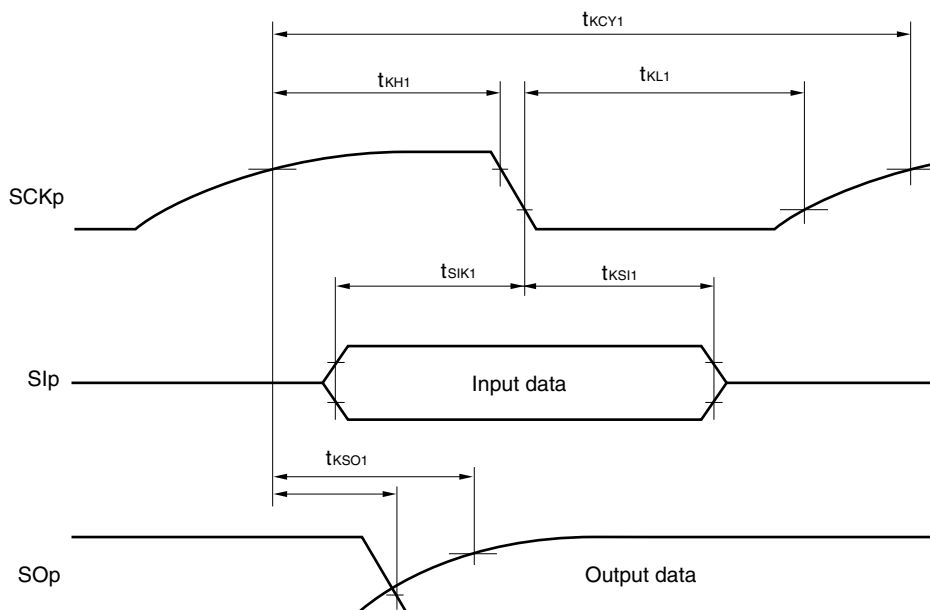 tKCY1
tKH1
tKL1
SCKp
tSIK1
tKSI1
SIp
Input data
tKSO1
SOp
Output data